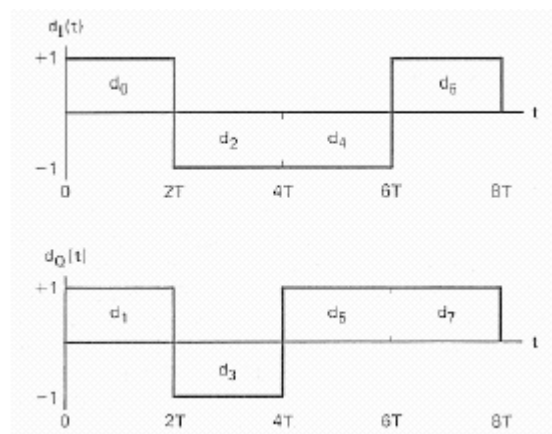 d_I(t)
+1
d_0
d_6
t
d_2
d_4
−1
0 2T 4T 6T 8T
d_Q(t)
+1
d_1
d_5
d_7
t
d_3
−1
0 2T 4T 6T 8T